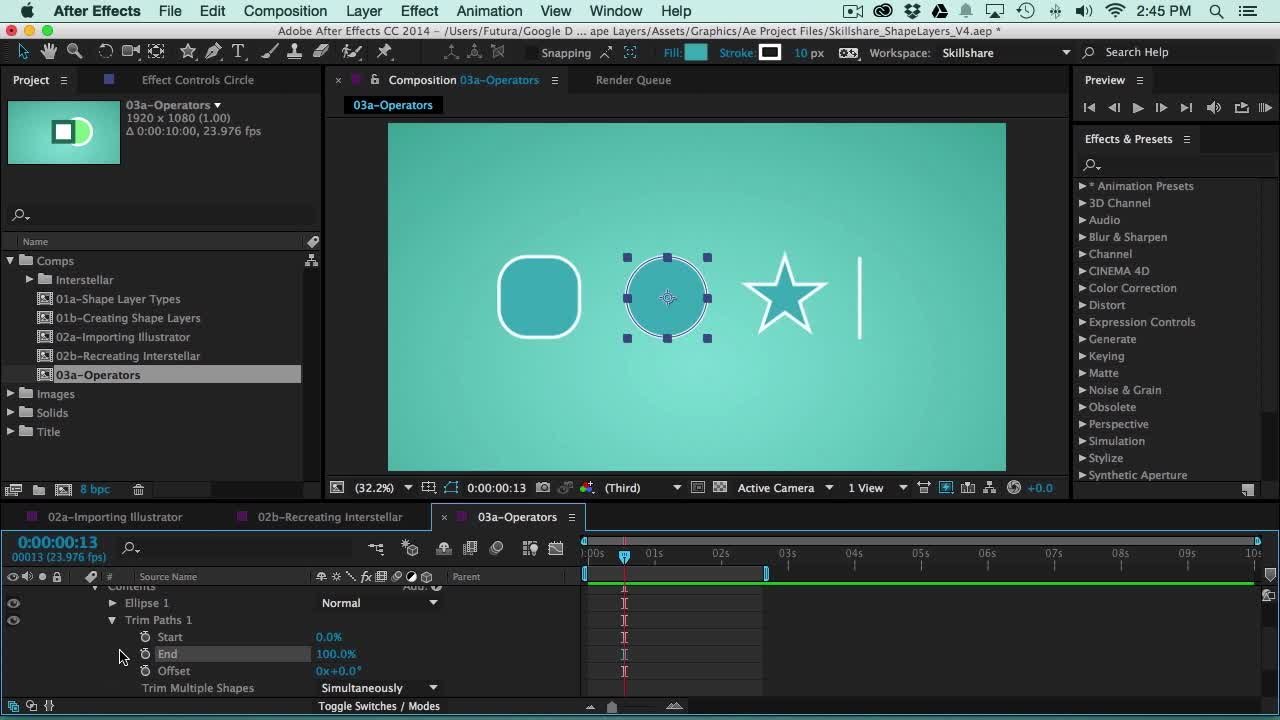 After Effects File Edit Composition Layer Effect Animation View Window Help 2:45 PM
Adobe After Effects CC 2014 - /Users/Futura/Google D ... ape Layers/Assets/Graphics/Ae Project Files/Skillshare_ShapeLayers_V4.aep *
Snapping Fill: Stroke: 10 px Workspace: Skillshare Search Help
Project Effect Controls Circle Composition 03a-Operators Render Queue Preview
03a-Operators
03a-Operators
1920 x 1080 (1.00)
Δ 0:00:10:00, 23.976 fps
Effects & Presets
* Animation Presets
3D Channel
Audio
Blur & Sharpen
Channel
CINEMA 4D
Color Correction
Distort
Expression Controls
Generate
Keying
Matte
Noise & Grain
Obsolete
Perspective
Simulation
Stylize
Synthetic Aperture
Name
Comps
Interstellar
01a-Shape Layer Types
01b-Creating Shape Layers
02a-Importing Illustrator
02b-Recreating Interstellar
03a-Operators
Images
Solids
Title
8 bpc
(32.2%) 0:00:00:13 (Third) Active Camera 1 View +0.0
02a-Importing Illustrator 02b-Recreating Interstellar 03a-Operators
0:00:00:13
00013 (23.976 fps)
:00s 01s 02s 03s 04s 05s 06s 07s 08s 09s 10s
# Source Name Parent
Contents Add:
Ellipse 1 Normal
Trim Paths 1
Start 0.0%
End 100.0%
Offset 0x+0.0°
Trim Multiple Shapes Simultaneously
Toggle Switches / Modes